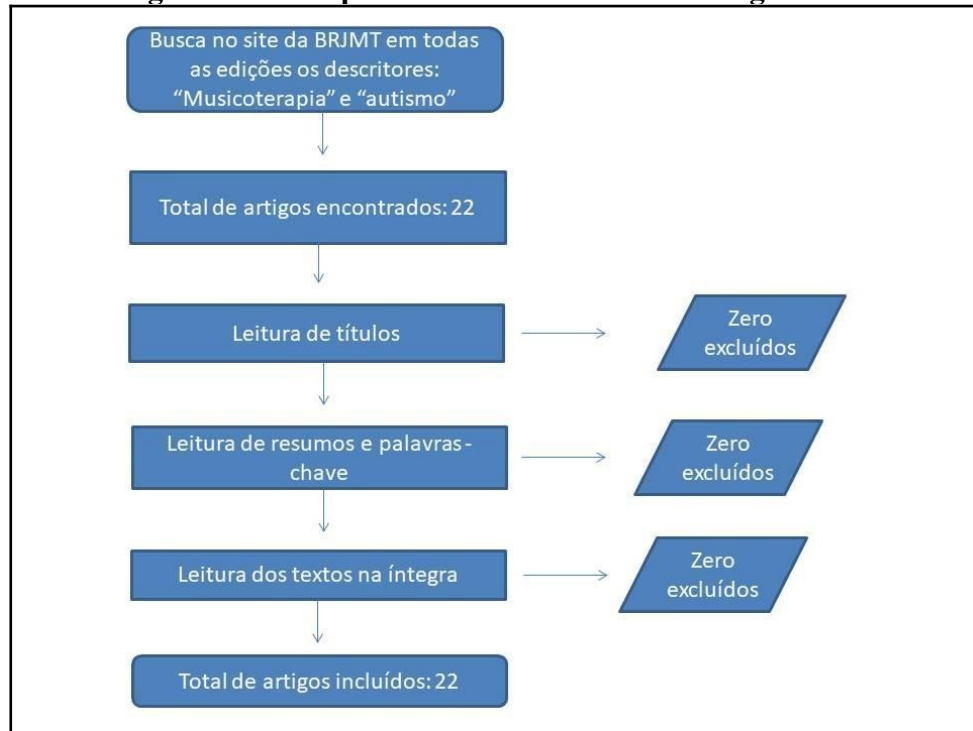 Busca no site da BRJMT em todas
as edições os descritores:
"Musicoterapia" e "autismo"
Total de artigos encontrados: 22
Leitura de títulos
Zero
excluídos
Leitura de resumos e palavras-
chave
Zero
excluídos
Leitura dos textos na íntegra
Zero
excluídos
Total de artigos incluídos: 22